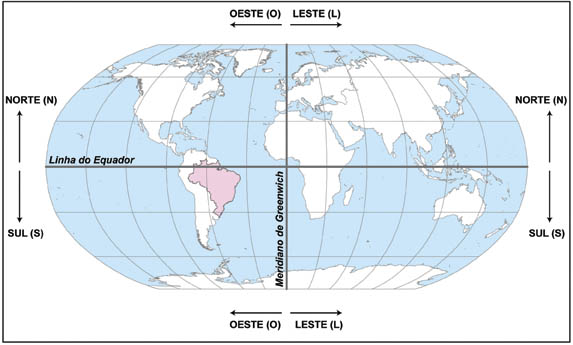 OESTE (O) LESTE (L)
NORTE (N) NORTE (N)
Linha do Equador
Meridiano de Greenwich
SUL (S) SUL (S)
OESTE (O) LESTE (L)